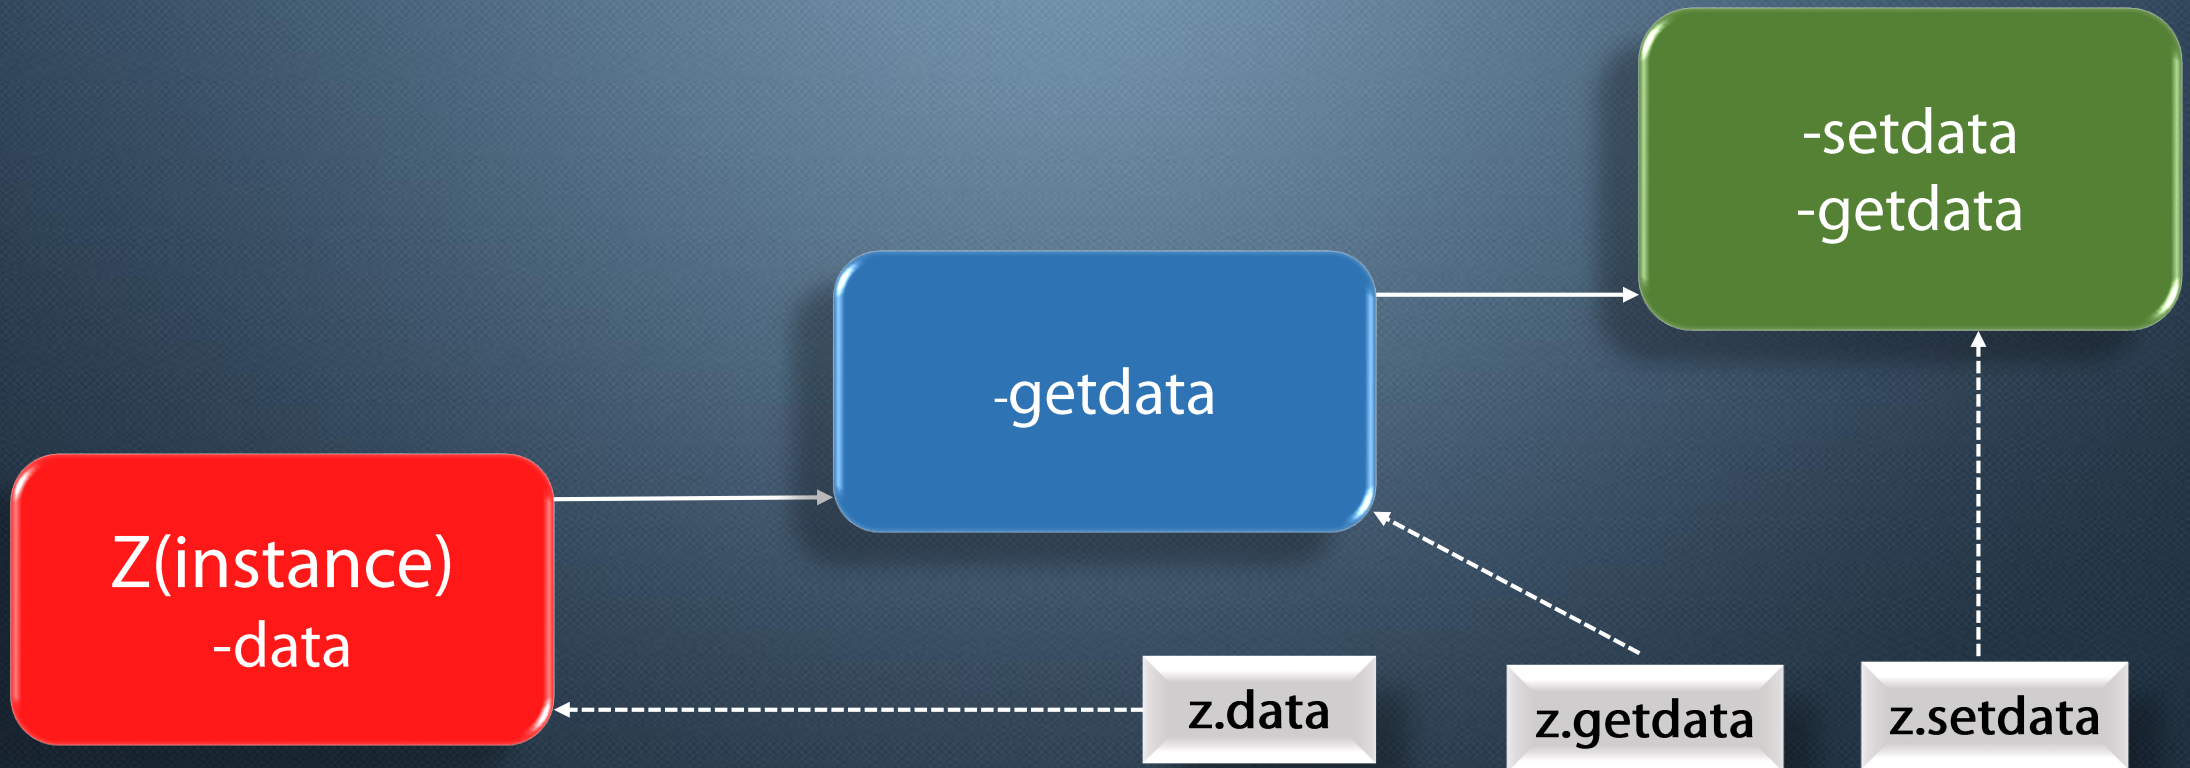 -setdata
-getdata
-getdata
Z(instance)
-data
z.data
z.getdata
z.setdata